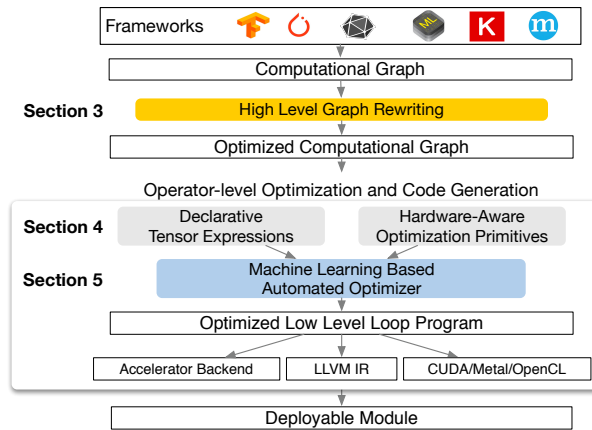 Frameworks
ML
K
m
Computational Graph
Section 3
High Level Graph Rewriting
Optimized Computational Graph
Operator-level Optimization and Code Generation
Section 4
Declarative
Tensor Expressions
Hardware-Aware
Optimization Primitives
Section 5
Machine Learning Based
Automated Optimizer
Optimized Low Level Loop Program
Accelerator Backend
LLVM IR
CUDA/Metal/OpenCL
Deployable Module